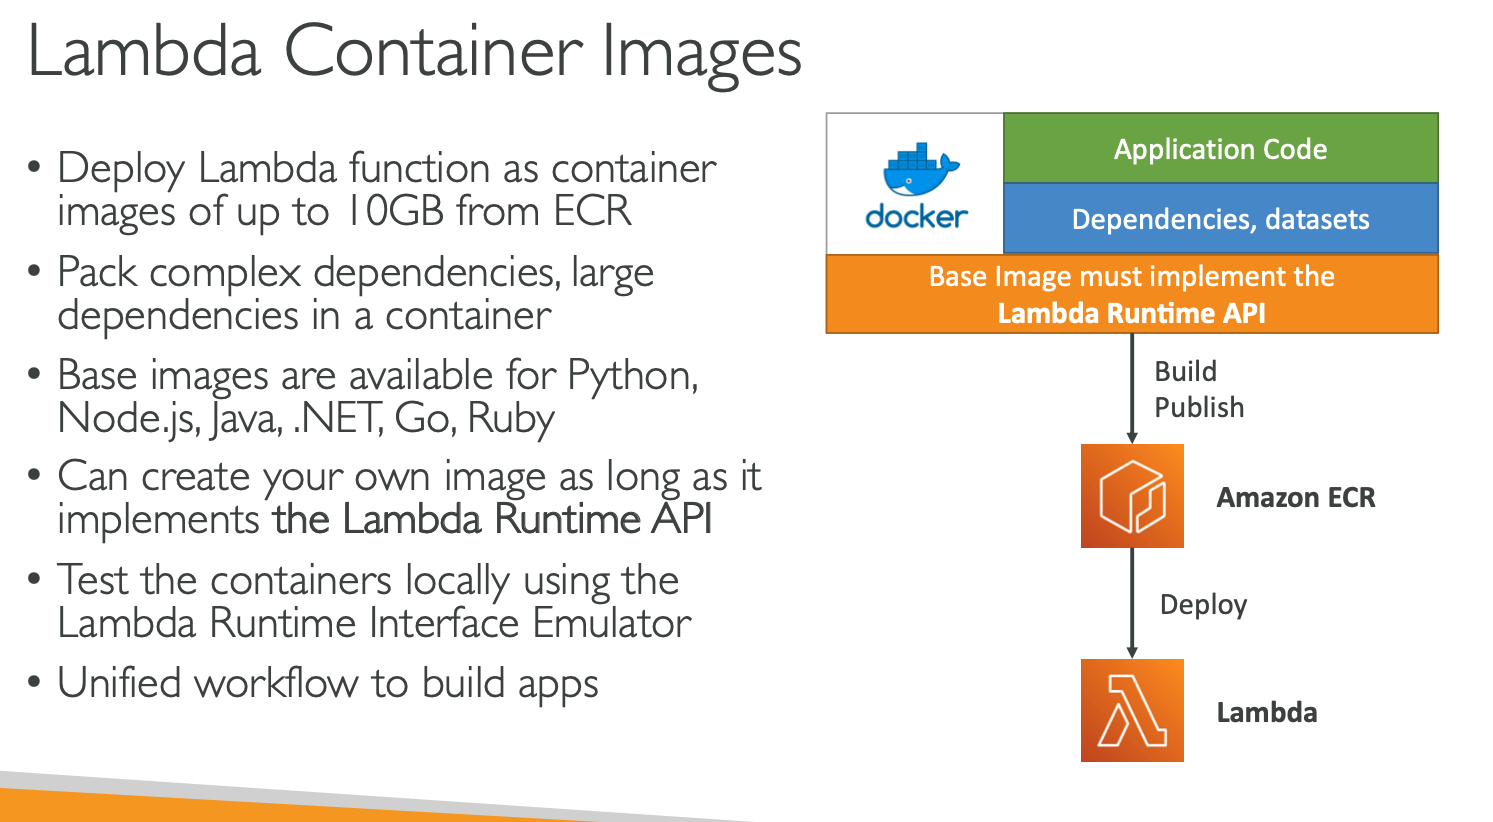 Lambda Container Images
• Deploy Lambda function as container
images of up to 10GB from ECR
• Pack complex dependencies, large
dependencies in a container
• Base images are available for Python,
Node.js, Java, .NET, Go, Ruby
• Can create your own image as long as it
implements the Lambda Runtime API
• Test the containers locally using the
Lambda Runtime Interface Emulator
• Unified workflow to build apps
docker
Application Code
Dependencies, datasets
Base Image must implement the
Lambda Runtime API
Build
Publish
Amazon ECR
Deploy
Lambda